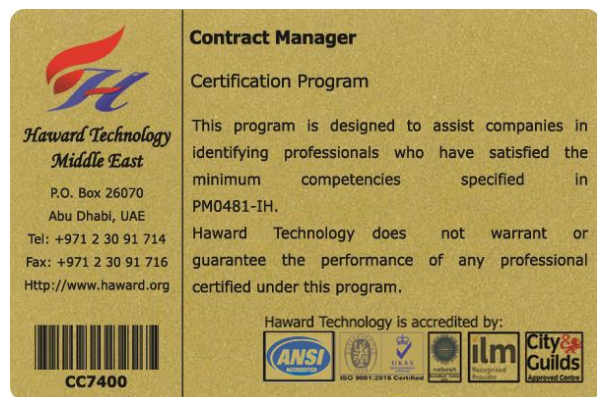 Haward Technology
Middle East
P.O. Box 26070
Abu Dhabi, UAE
Tel: +971 2 30 91 714
Fax: +971 2 30 91 716
Http://www.haward.org
CC7400
Contract Manager
Certification Program
This program is designed to assist companies in
identifying professionals who have satisfied the
minimum competencies specified in
PM0481-IH.
Haward Technology does not warrant or
guarantee the performance of any professional
certified under this program.
Haward Technology is accredited by:
ANSI
ACCREDITED
UKAS
ISO 9001:2015 Certified
ilm
Recognised
Provider
City&
Guilds
Approved Centre